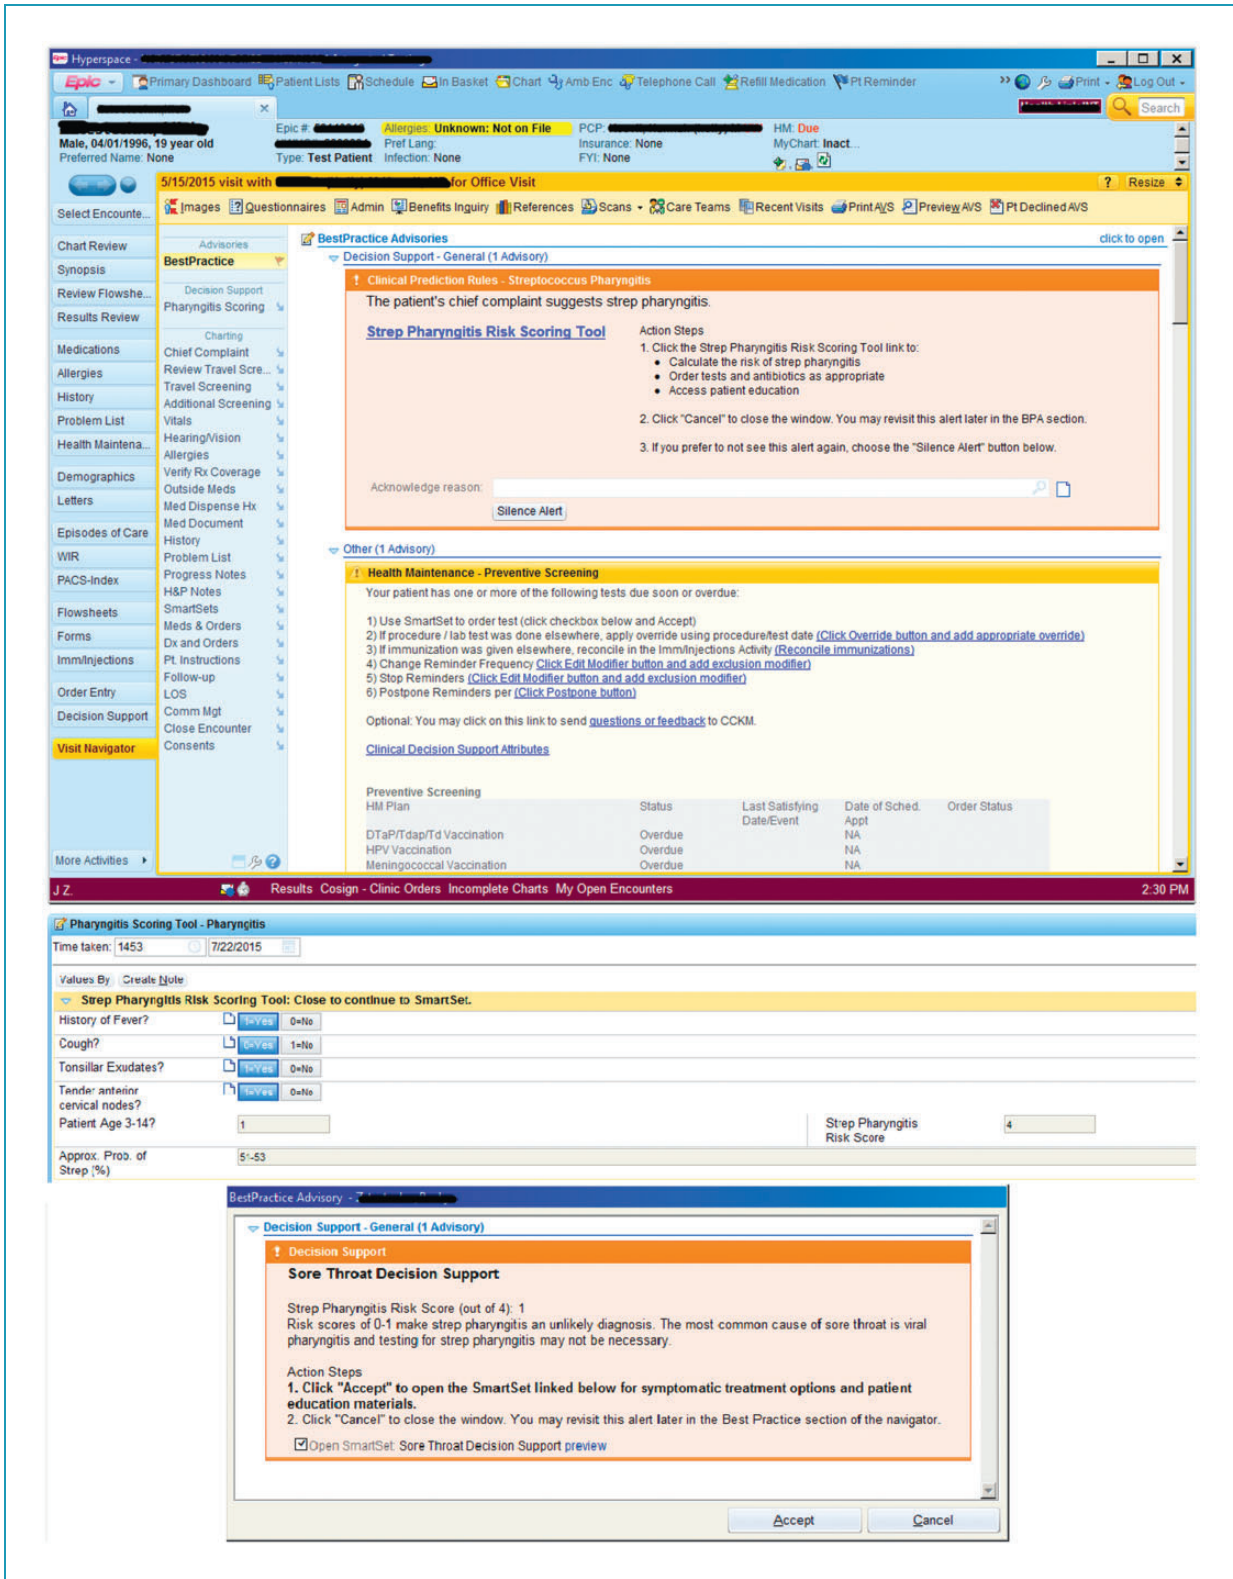 Epic Hyperspace -
Epic Primary Dashboard Patient Lists Schedule In Basket Chart Amb Enc Telephone Call Refill Medication Pt Reminder » Print Log Out
× Search
Epic #: Allergies: Unknown: Not on File PCP: HM: Due
Male, 04/01/1996, 19 year old Pref Lang: Insurance: None MyChart: Inact...
Preferred Name: None Type: Test Patient Infection: None FYI: None
5/15/2015 visit with for Office Visit ? Resize
Images Questionnaires Admin Benefits Inquiry References Scans Care Teams Recent Visits Print AVS Preview AVS Pt Declined AVS
Select Encounte...
Chart Review
Synopsis
Review Flowshe...
Results Review
Medications
Allergies
History
Problem List
Health Maintena...
Demographics
Letters
Episodes of Care
WIR
PACS-Index
Flowsheets
Forms
Imm/Injections
Order Entry
Decision Support
Visit Navigator
More Activities
Advisories
BestPractice
Decision Support
Pharyngitis Scoring
Charting
Chief Complaint
Review Travel Scre...
Travel Screening
Additional Screening
Vitals
Hearing/Vision
Allergies
Verify Rx Coverage
Outside Meds
Med Dispense Hx
Med Document
History
Problem List
Progress Notes
H&P Notes
SmartSets
Meds & Orders
Dx and Orders
Pt. Instructions
Follow-up
LOS
Comm Mgt
Close Encounter
Consents
BestPractice Advisories click to open
Decision Support - General (1 Advisory)
! Clinical Prediction Rules - Streptococcus Pharyngitis
The patient's chief complaint suggests strep pharyngitis.
Strep Pharyngitis Risk Scoring Tool
Action Steps
1. Click the Strep Pharyngitis Risk Scoring Tool link to:
• Calculate the risk of strep pharyngitis
• Order tests and antibiotics as appropriate
• Access patient education
2. Click "Cancel" to close the window. You may revisit this alert later in the BPA section.
3. If you prefer to not see this alert again, choose the "Silence Alert" button below.
Acknowledge reason:
Silence Alert
Other (1 Advisory)
Health Maintenance - Preventive Screening
Your patient has one or more of the following tests due soon or overdue:
1) Use SmartSet to order test (click checkbox below and Accept)
2) If procedure / lab test was done elsewhere, apply override using procedure/test date (Click Override button and add appropriate override)
3) If immunization was given elsewhere, reconcile in the Imm/Injections Activity (Reconcile immunizations)
4) Change Reminder Frequency Click Edit Modifier button and add exclusion modifier)
5) Stop Reminders (Click Edit Modifier button and add exclusion modifier)
6) Postpone Reminders per (Click Postpone button)
Optional: You may click on this link to send questions or feedback to CCKM.
Clinical Decision Support Attributes
Preventive Screening
HM Plan Status Last Satisfying Date of Sched. Order Status
Date/Event Appt
DTaP/Tdap/Td Vaccination Overdue NA
HPV Vaccination Overdue NA
Meningococcal Vaccination Overdue NA
J Z. Results Cosign - Clinic Orders Incomplete Charts My Open Encounters 2:30 PM
Pharyngitis Scoring Tool - Pharyngitis
Time taken: 1453 7/22/2015
Values By Create Note
Strep Pharyngitis Risk Scoring Tool: Close to continue to SmartSet.
History of Fever? 1=Yes 0=No
Cough? 0=Yes 1=No
Tonsillar Exudates? 1=Yes 0=No
Tender anterior 1=Yes 0=No
cervical nodes?
Patient Age 3-14? 1 Strep Pharyngitis 4
Risk Score
Approx. Prob. of 51-53
Strep (%)
BestPractice Advisory -
Decision Support - General (1 Advisory)
! Decision Support
Sore Throat Decision Support
Strep Pharyngitis Risk Score (out of 4): 1
Risk scores of 0-1 make strep pharyngitis an unlikely diagnosis. The most common cause of sore throat is viral
pharyngitis and testing for strep pharyngitis may not be necessary.
Action Steps
1. Click "Accept" to open the SmartSet linked below for symptomatic treatment options and patient
education materials.
2. Click "Cancel" to close the window. You may revisit this alert later in the Best Practice section of the navigator.
Open SmartSet: Sore Throat Decision Support preview
Accept Cancel